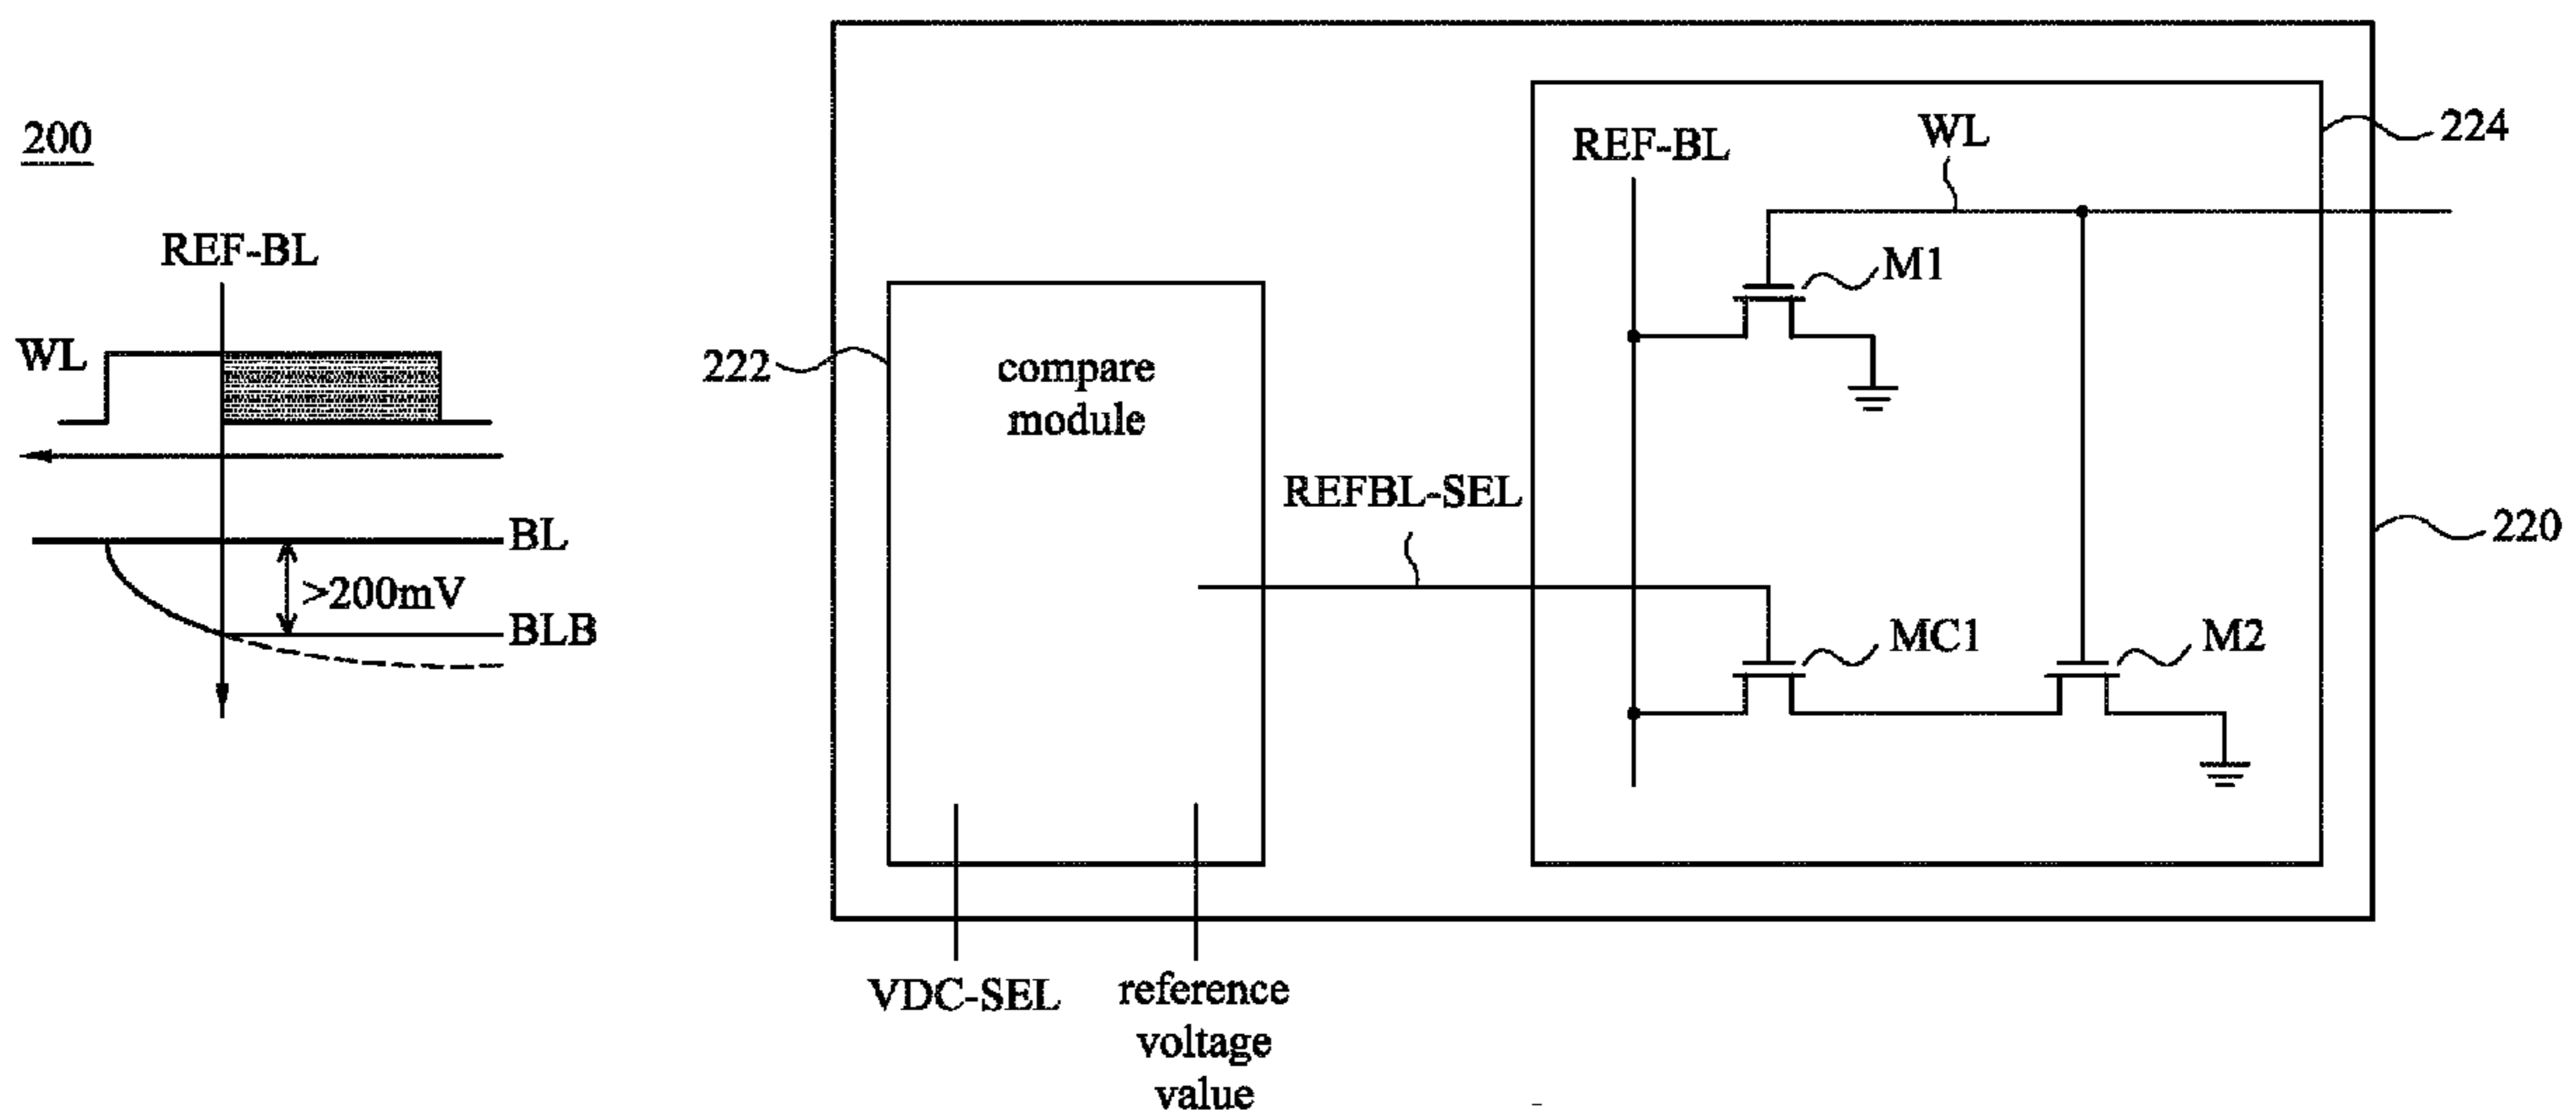 200
REF-BL
WL
BL
>200mV
BLB
222
compare
module
REFBL-SEL
VDC-SEL
reference
voltage
value
REF-BL
WL
M1
MC1
M2
224
220